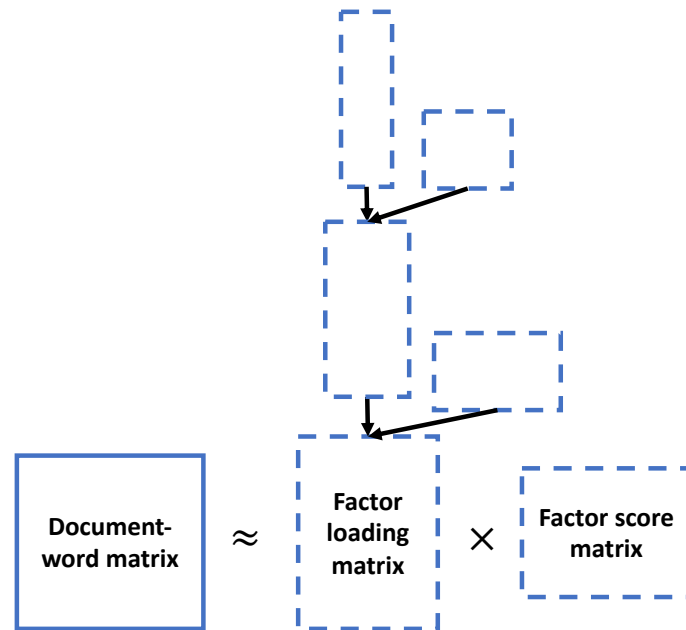 Document-
word matrix
≈
Factor
loading
matrix
×
Factor score
matrix